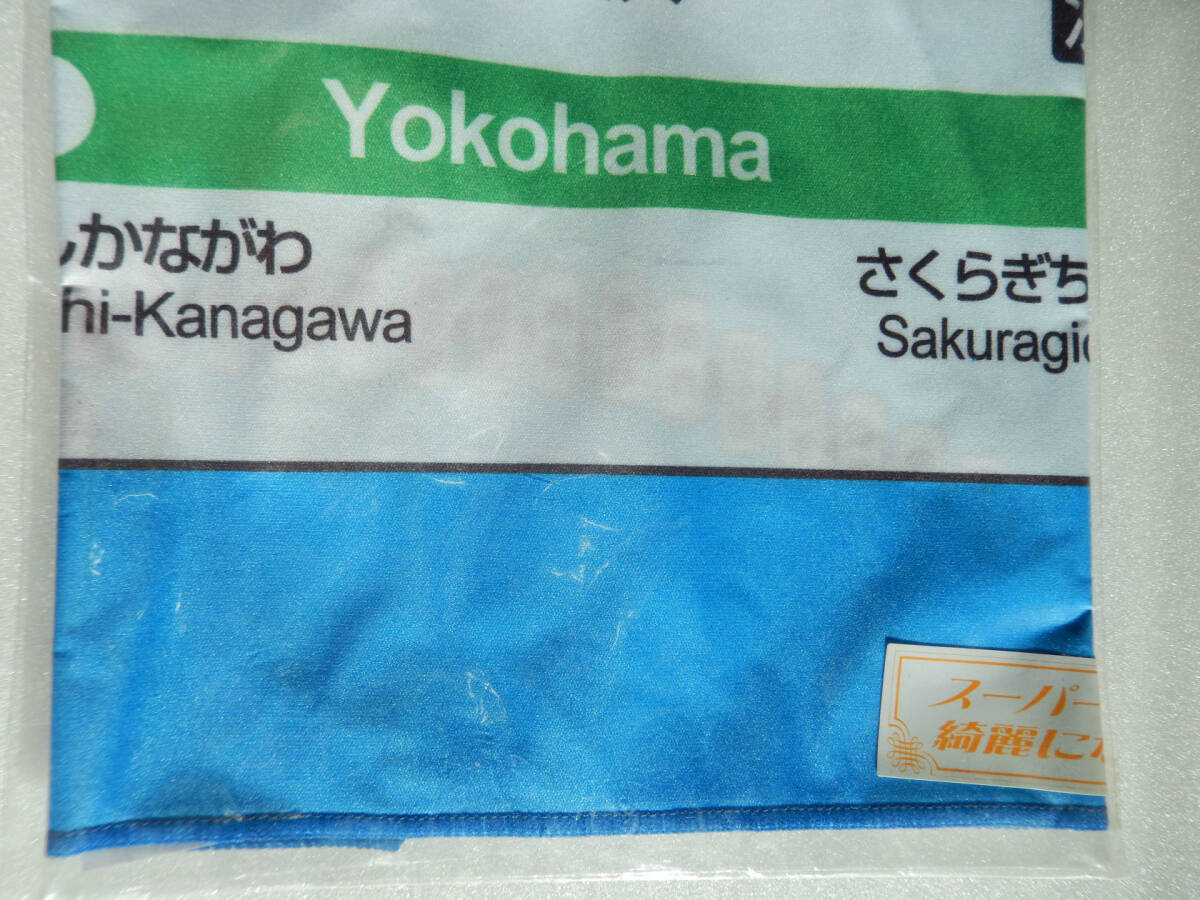 Yokohama
かながわ
さくらぎち
hi-Kanagawa
Sakuragi
スーパー
綺麗に